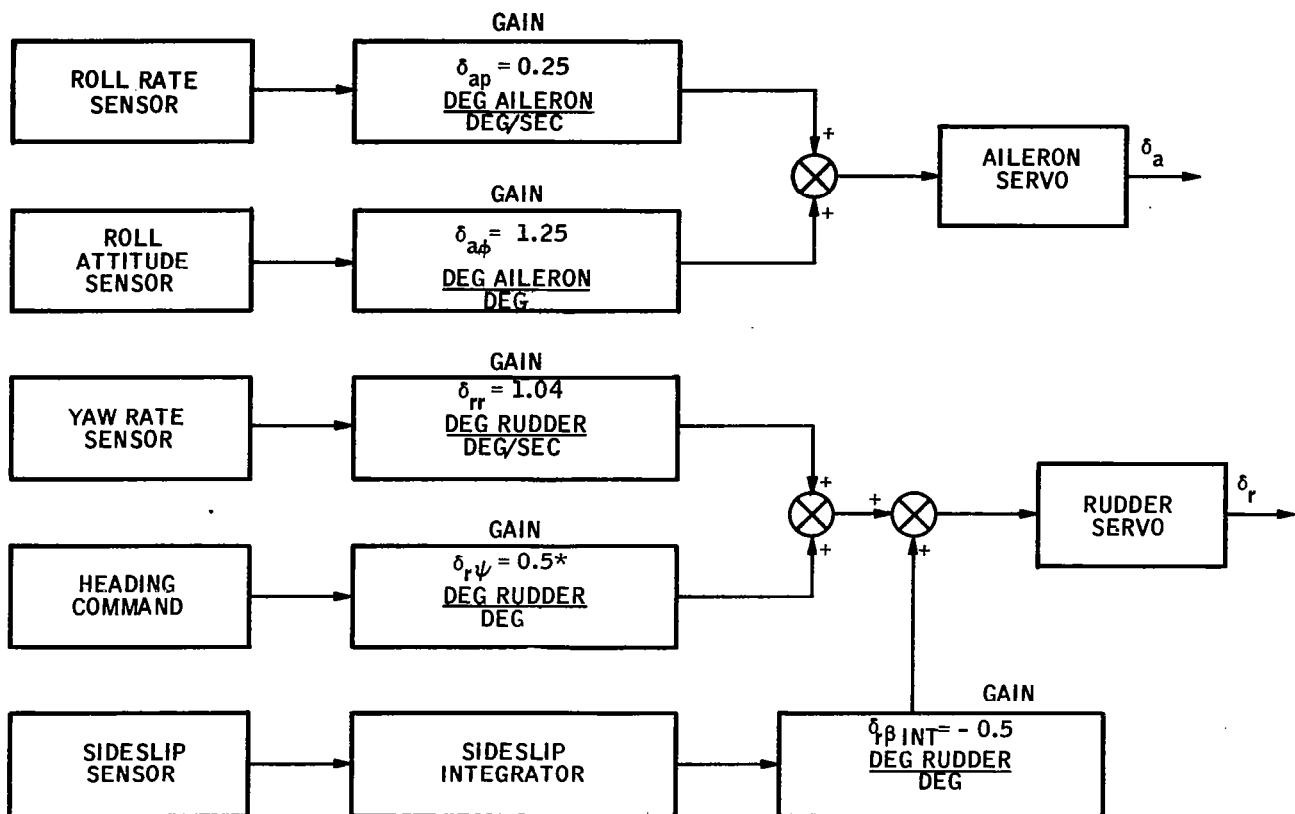 GAIN
ROLL RATE
SENSOR
δap = 0.25
DEG AILERON
DEG/SEC
+
AILERON
SERVO
δa
GAIN
ROLL
ATTITUDE
SENSOR
δaϕ = 1.25
DEG AILERON
DEG
+
GAIN
YAW RATE
SENSOR
δrr = 1.04
DEG RUDDER
DEG/SEC
+
+
RUDDER
SERVO
δr
GAIN
HEADING
COMMAND
δrψ = 0.5*
DEG RUDDER
DEG
+
+
GAIN
SIDESLIP
SENSOR
SIDESLIP
INTEGRATOR
δrβ INT = - 0.5
DEG RUDDER
DEG